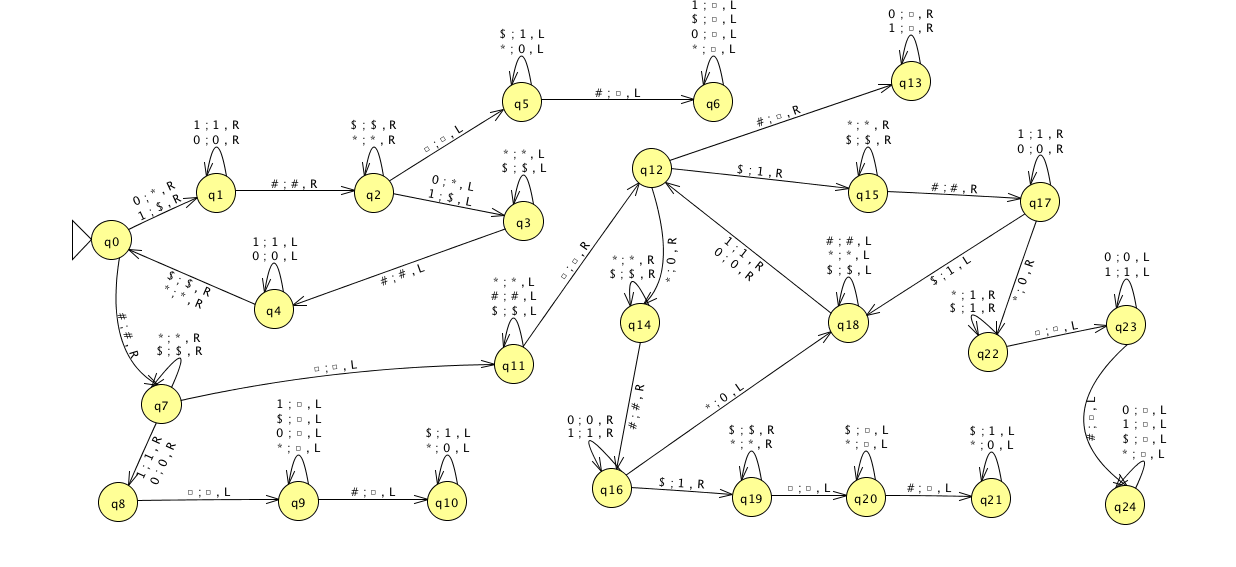 1 ; □ , L
$ ; □ , L
0 ; □ , L
* ; □ , L
0 ; □ , R
1 ; □ , R
$ ; 1 , L
* ; 0 , L
q5
# ; □ , L
q6
q13
# ; □ , R
1 ; 1 , R
0 ; 0 , R
$ ; $ , R
* ; * , R
□ ; □ , L
* ; * , R
$ ; $ , R
1 ; 1 , R
0 ; 0 , R
* ; * , L
$ ; $ , L
q12
$ ; 1 , R
q15
# ; # , R
q17
0 ; * , R
1 ; $ , R
q1
# ; # , R
q2
0 ; * , L
1 ; $ , L
q3
q0
1 ; 1 , L
0 ; 0 , L
# ; # , L
$ ; $ , R
* ; * , R
q4
□ ; □ , R
* ; 0 , R
1 ; 1 , R
0 ; 0 , R
# ; # , L
* ; * , L
$ ; $ , L
$ ; 1 , L
* ; 0 , R
0 ; 0 , L
1 ; 1 , L
* ; * , R
$ ; $ , R
* ; * , L
# ; # , L
$ ; $ , L
q14
q18
* ; 1 , R
$ ; 1 , R
q22
□ ; □ , L
q23
# ; # , R
* ; * , R
$ ; $ , R
q7
□ ; □ , L
q11
# ; # , R
* ; 0 , L
# ; □ , L
1 ; □ , L
$ ; □ , L
0 ; □ , L
* ; □ , L
$ ; 1 , L
* ; 0 , L
0 ; 0 , R
1 ; 1 , R
$ ; $ , R
* ; * , R
$ ; □ , L
* ; □ , L
$ ; 1 , L
* ; 0 , L
0 ; □ , L
1 ; □ , L
$ ; □ , L
* ; □ , L
1 ; 1 , R
0 ; 0 , R
q8
□ ; □ , L
q9
# ; □ , L
q10
q16
$ ; 1 , R
q19
□ ; □ , L
q20
# ; □ , L
q21
q24